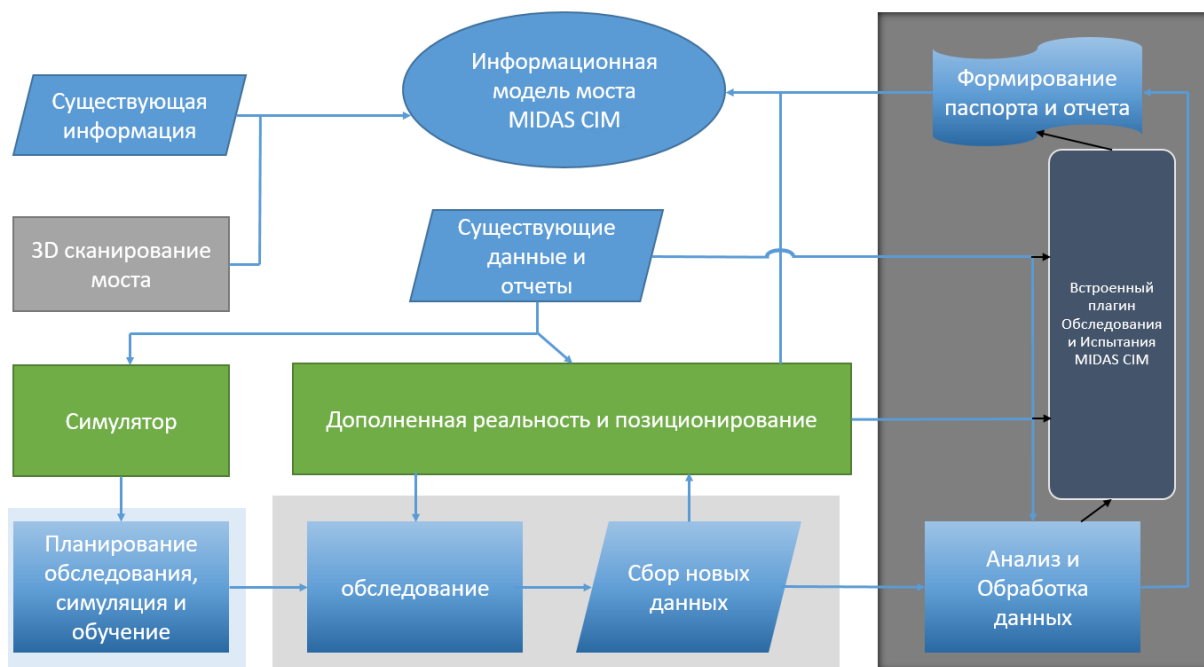 Информационная
модель моста
MIDAS CIM
Формирование
паспорта и отчета
Существующая
информация
3D сканирование
моста
Существующие
данные и
отчеты
Встроенный
плагин
Обследования
и Испытания
MIDAS CIM
Симулятор
Дополненная реальность и позиционирование
Планирование
обследования,
симуляция и
обучение
обследование
Сбор новых
данных
Анализ и
Обработка
данных